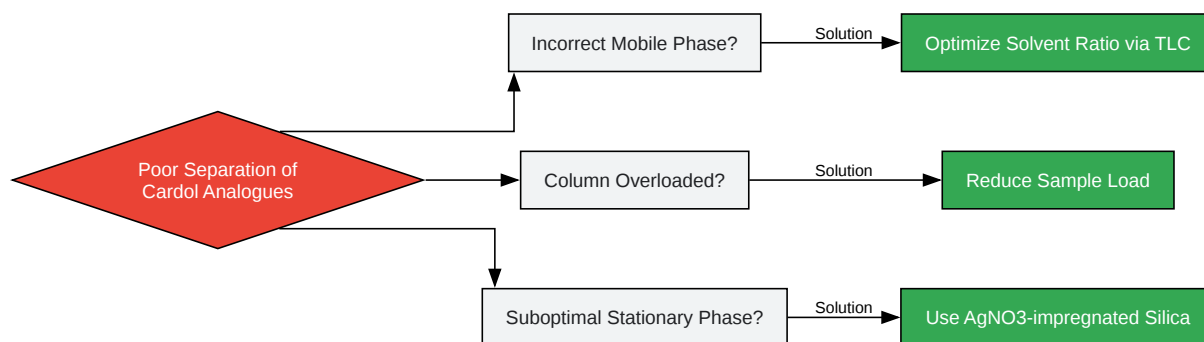 Incorrect Mobile Phase?
Solution
Optimize Solvent Ratio via TLC
Poor Separation of
Cardol Analogues
Column Overloaded?
Solution
Reduce Sample Load
Suboptimal Stationary Phase?
Solution
Use AgNO3-impregnated Silica